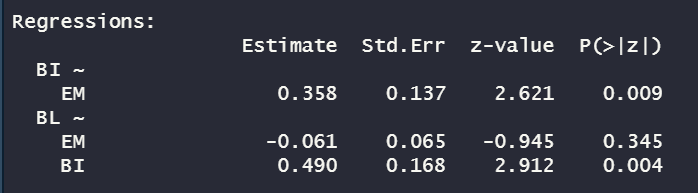 Regressions:
Estimate Std.Err z-value P(>|z|)
BI ~
EM 0.358 0.137 2.621 0.009
BL ~
EM -0.061 0.065 -0.945 0.345
BI 0.490 0.168 2.912 0.004